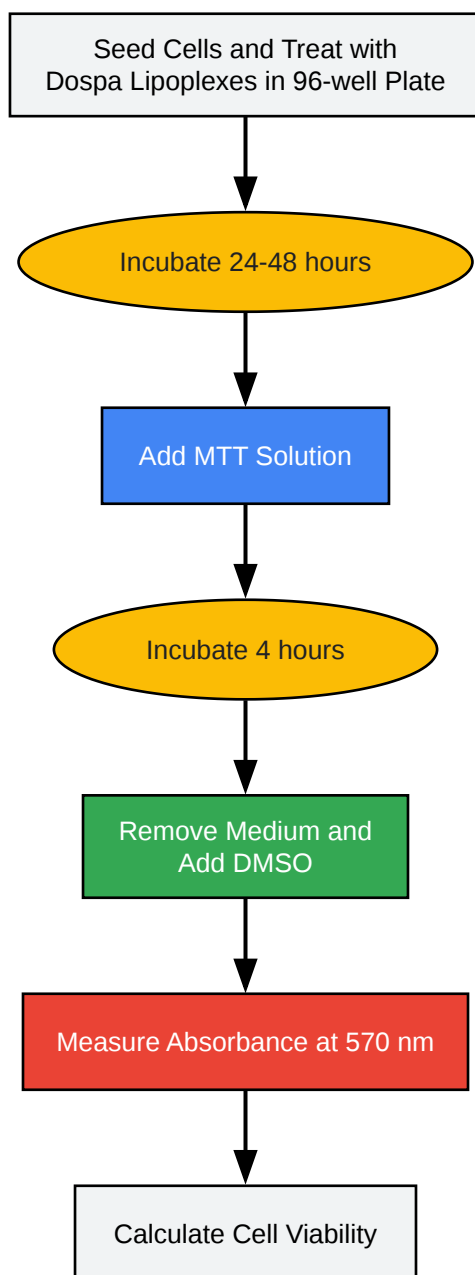 Seed Cells and Treat with
Dospa Lipoplexes in 96-well Plate
Incubate 24-48 hours
Add MTT Solution
Incubate 4 hours
Remove Medium and
Add DMSO
Measure Absorbance at 570 nm
Calculate Cell Viability